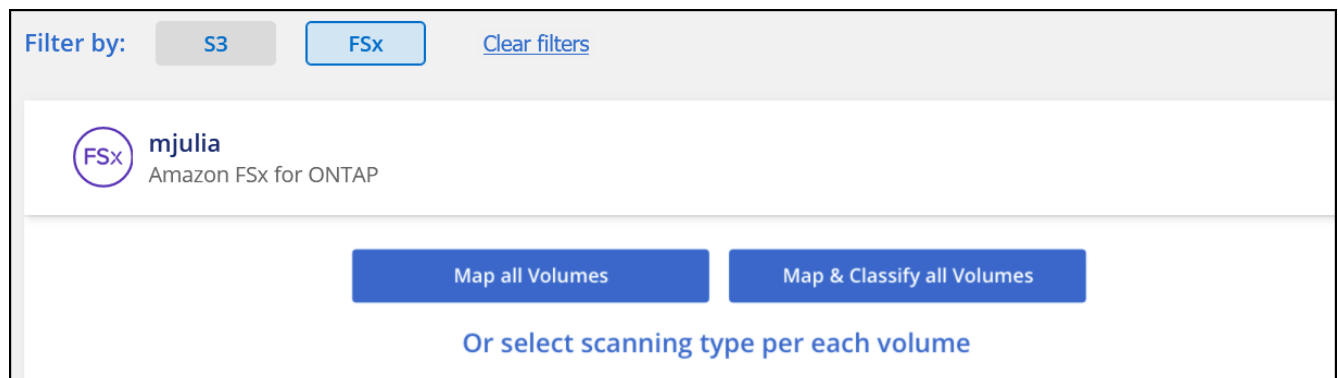 Filter by: S3 FSx Clear filters
FSx mjulia
Amazon FSx for ONTAP
Map all Volumes Map & Classify all Volumes
Or select scanning type per each volume